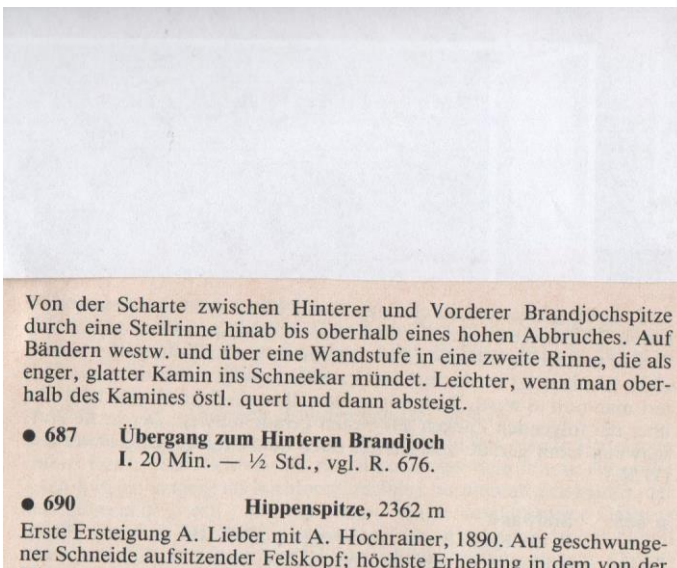 Von der Scharte zwischen Hinterer und Vorderer Brandjochspitze
durch eine Steilrinne hinab bis oberhalb eines hohen Abbruches. Auf
Bändern westw. und über eine Wandstufe in eine zweite Rinne, die als
enger, glatter Kamin ins Schneekar mündet. Leichter, wenn man ober-
halb des Kamines östl. quert und dann absteigt.
● 687 Übergang zum Hinteren Brandjoch
I. 20 Min. — ½ Std., vgl. R. 676.
● 690 Hippenspitze, 2362 m
Erste Ersteigung A. Lieber mit A. Hochrainer, 1890. Auf geschwunge-
ner Schneide aufsitzender Felskopf; höchste Erhebung in dem von der